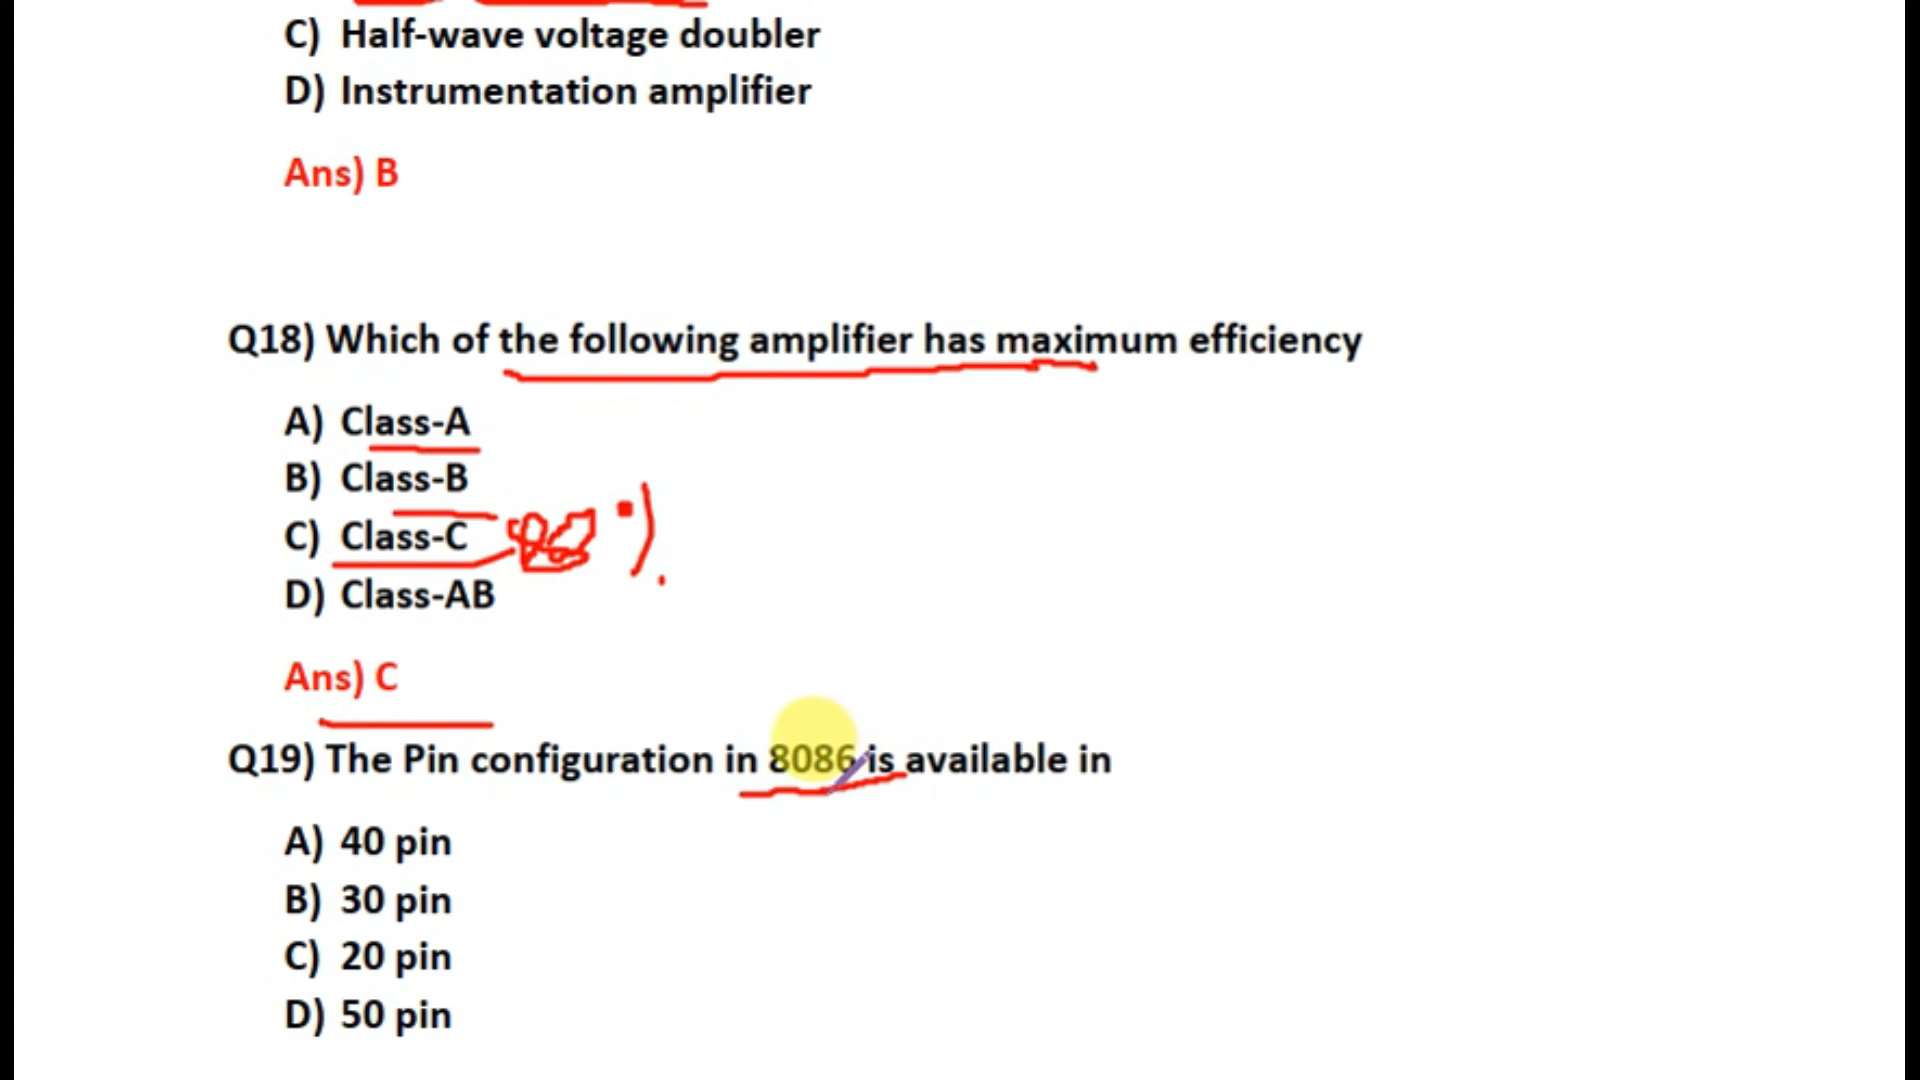 C) Half-wave voltage doubler
D) Instrumentation amplifier
Ans) B
Q18) Which of the following amplifier has maximum efficiency
A) Class-A
B) Class-B
C) Class-C
D) Class-AB
Ans) C
Q19) The Pin configuration in 8086 is available in
A) 40 pin
B) 30 pin
C) 20 pin
D) 50 pin